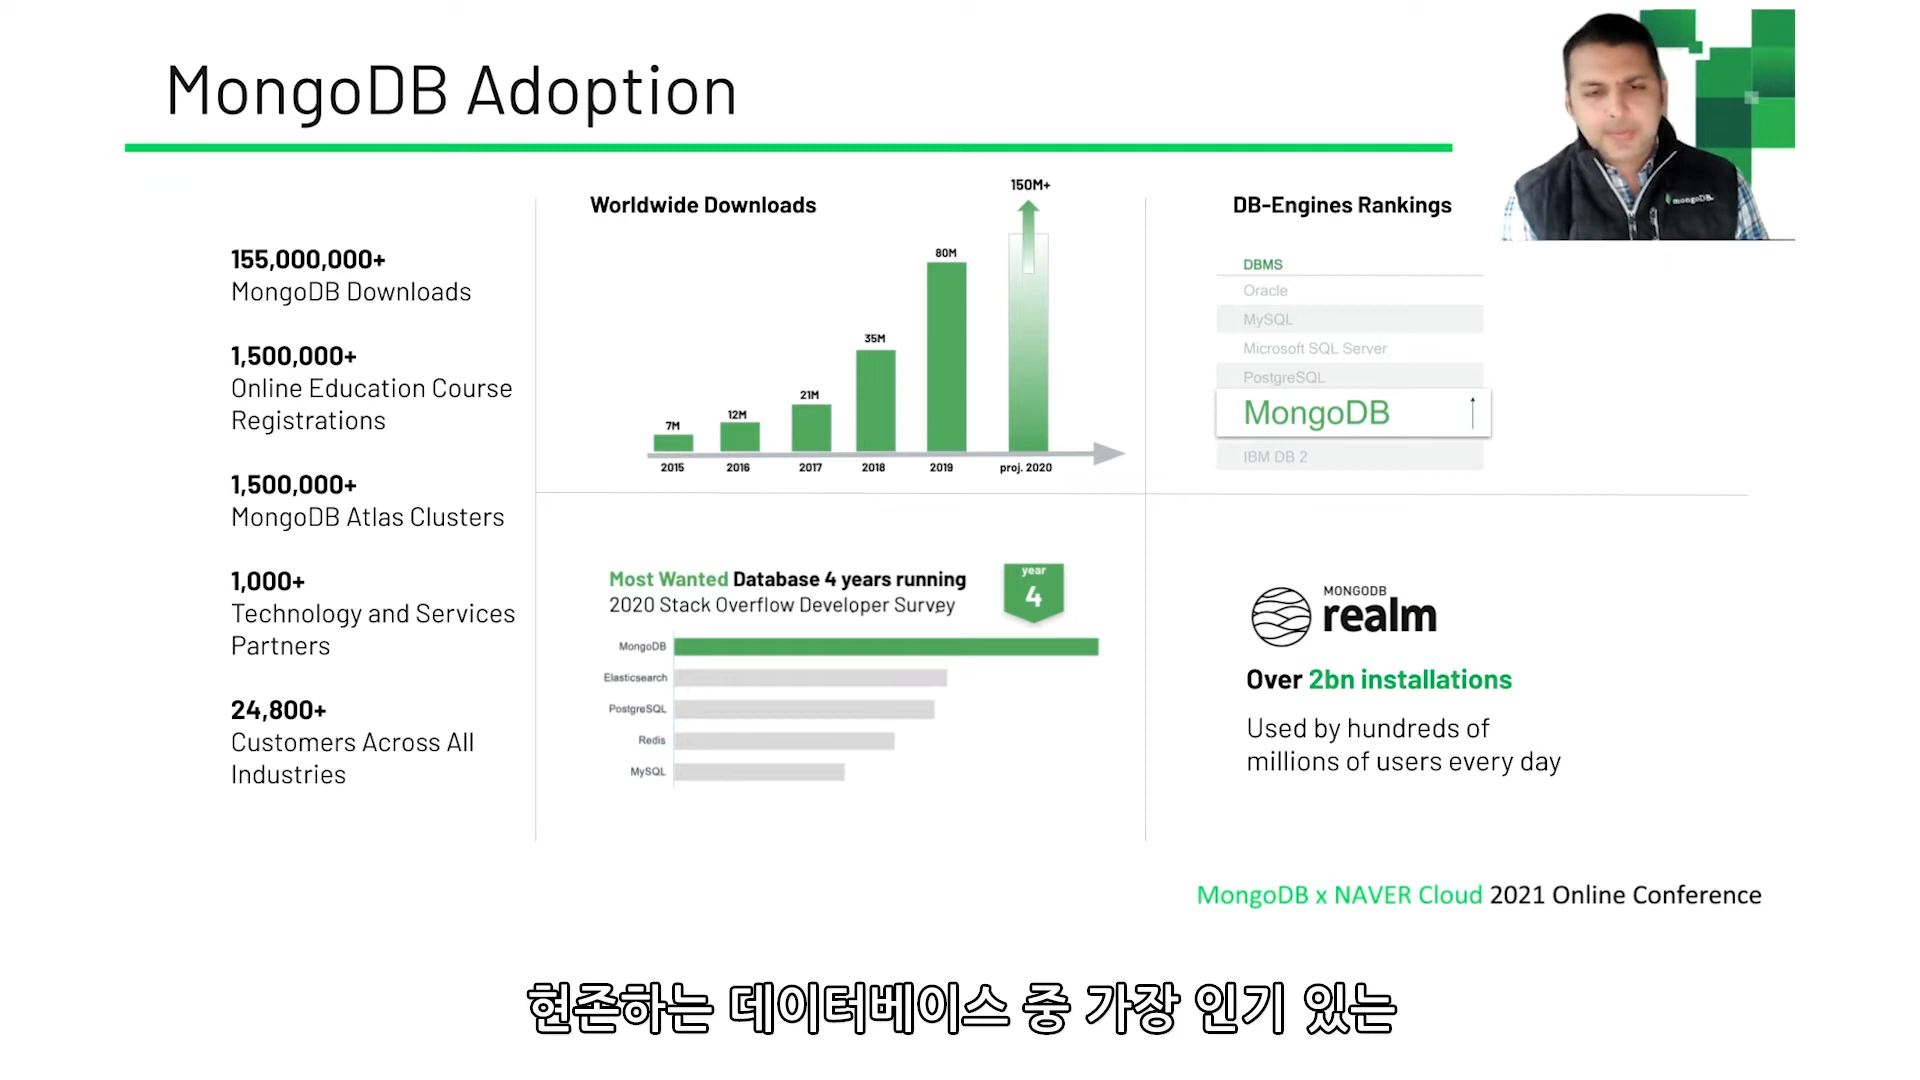 MongoDB Adoption
mongoDB.
155,000,000+
MongoDB Downloads
1,500,000+
Online Education Course
Registrations
1,500,000+
MongoDB Atlas Clusters
1,000+
Technology and Services
Partners
24,800+
Customers Across All
Industries
Worldwide Downloads
150M+
80M
35M
21M
12M
7M
2015
2016
2017
2018
2019
proj. 2020
DB-Engines Rankings
DBMS
Oracle
MySQL
Microsoft SQL Server
PostgreSQL
MongoDB
IBM DB 2
Most Wanted Database 4 years running
2020 Stack Overflow Developer Survey
year
4
MongoDB
Elasticsearch
PostgreSQL
Redis
MySQL
MONGODB
realm
Over 2bn installations
Used by hundreds of
millions of users every day
MongoDB x NAVER Cloud 2021 Online Conference
현존하는 데이터베이스 중 가장 인기 있는